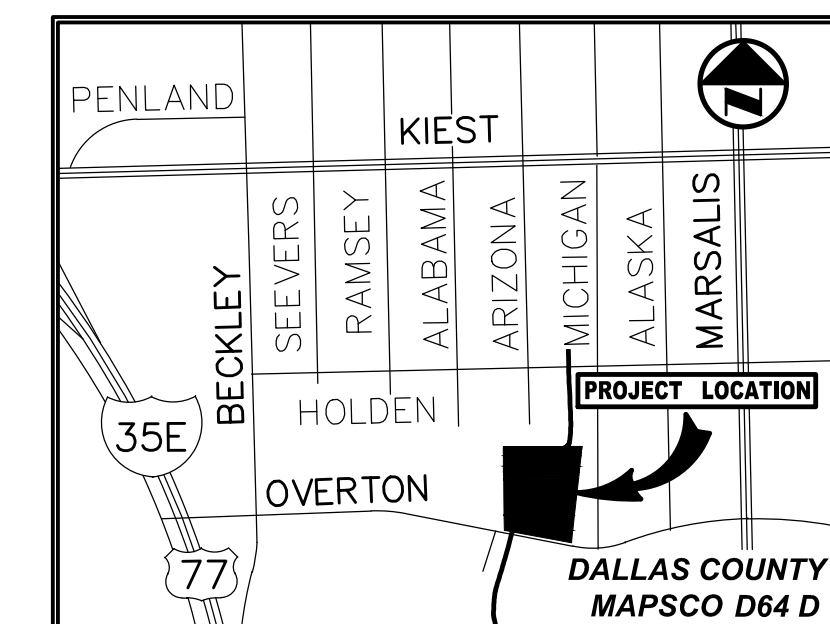 PENLAND
KIEST
N
SEEVERS
RAMSEY
ALABAMA
ARIZONA
MICHIGAN
ALASKA
MARSALIS
BECKLEY
PROJECT LOCATION
HOLDEN
35E
OVERTON
77
DALLAS COUNTY
MAPSCO D64 D